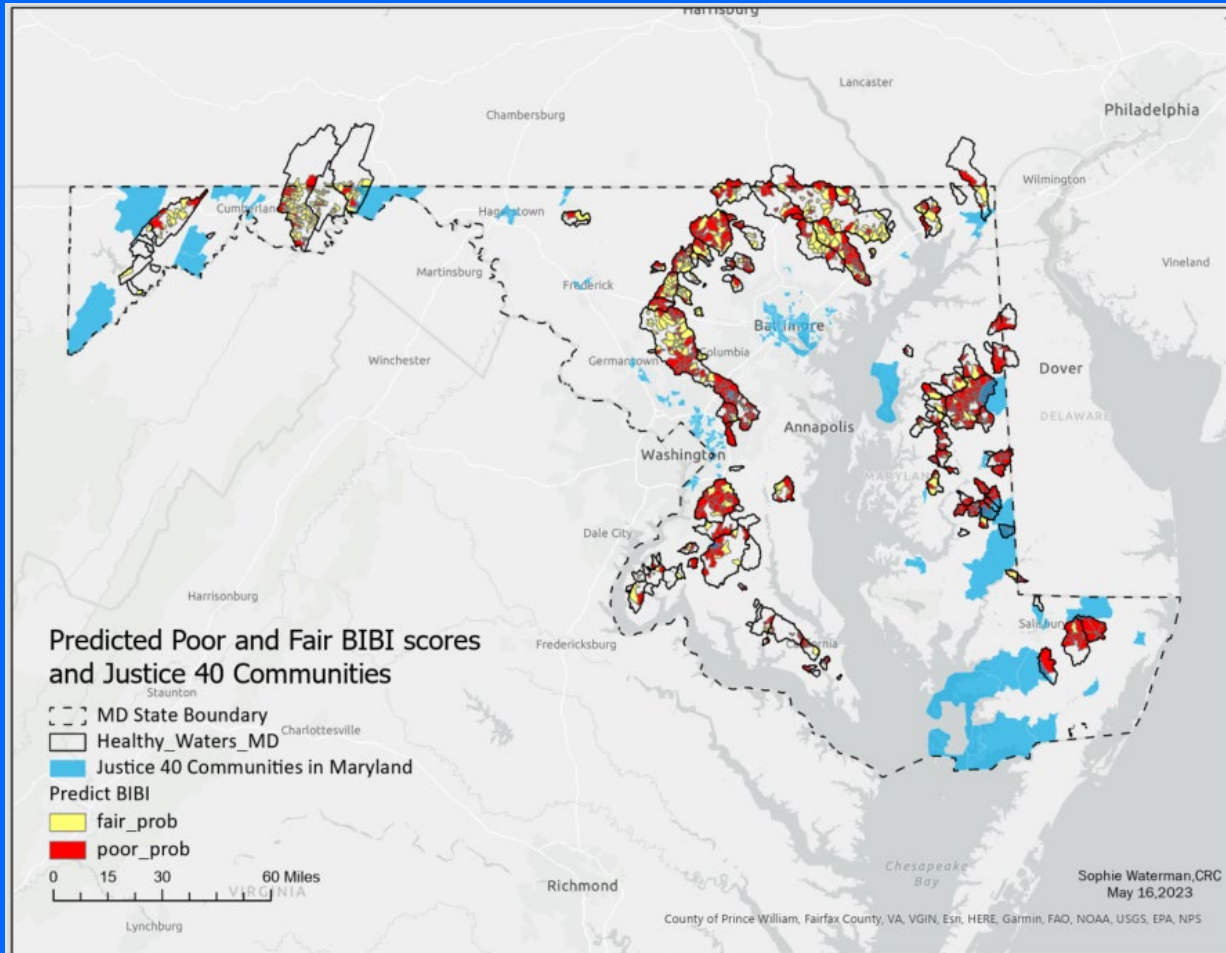 Harrisburg
Lancaster
Philadelphia
Chambersburg
Wilmington
Cumberland
Hagerstown
Martinsburg
Vineland
Frederick
Baltimore
Winchester
Germantown
Columbia
Dover
DELAWARE
Annapolis
Washington
MARYLAND
Dale City
Harrisonburg
Salisbury
Fredericksburg
California
Predicted Poor and Fair BIBI scores
and Justice 40 Communities
Staunton
MD State Boundary
Charlottesville
Healthy_Waters_MD
Justice 40 Communities in Maryland
Predict BIBI
fair_prob
poor_prob
0 15 30 60 Miles
VIRGINIA
Richmond
Chesapeake
Bay
Sophie Waterman,CRC
May 16,2023
County of Prince William, Fairfax County, VA, VGIN, Esri, HERE, Garmin, FAO, NOAA, USGS, EPA, NPS
Lynchburg